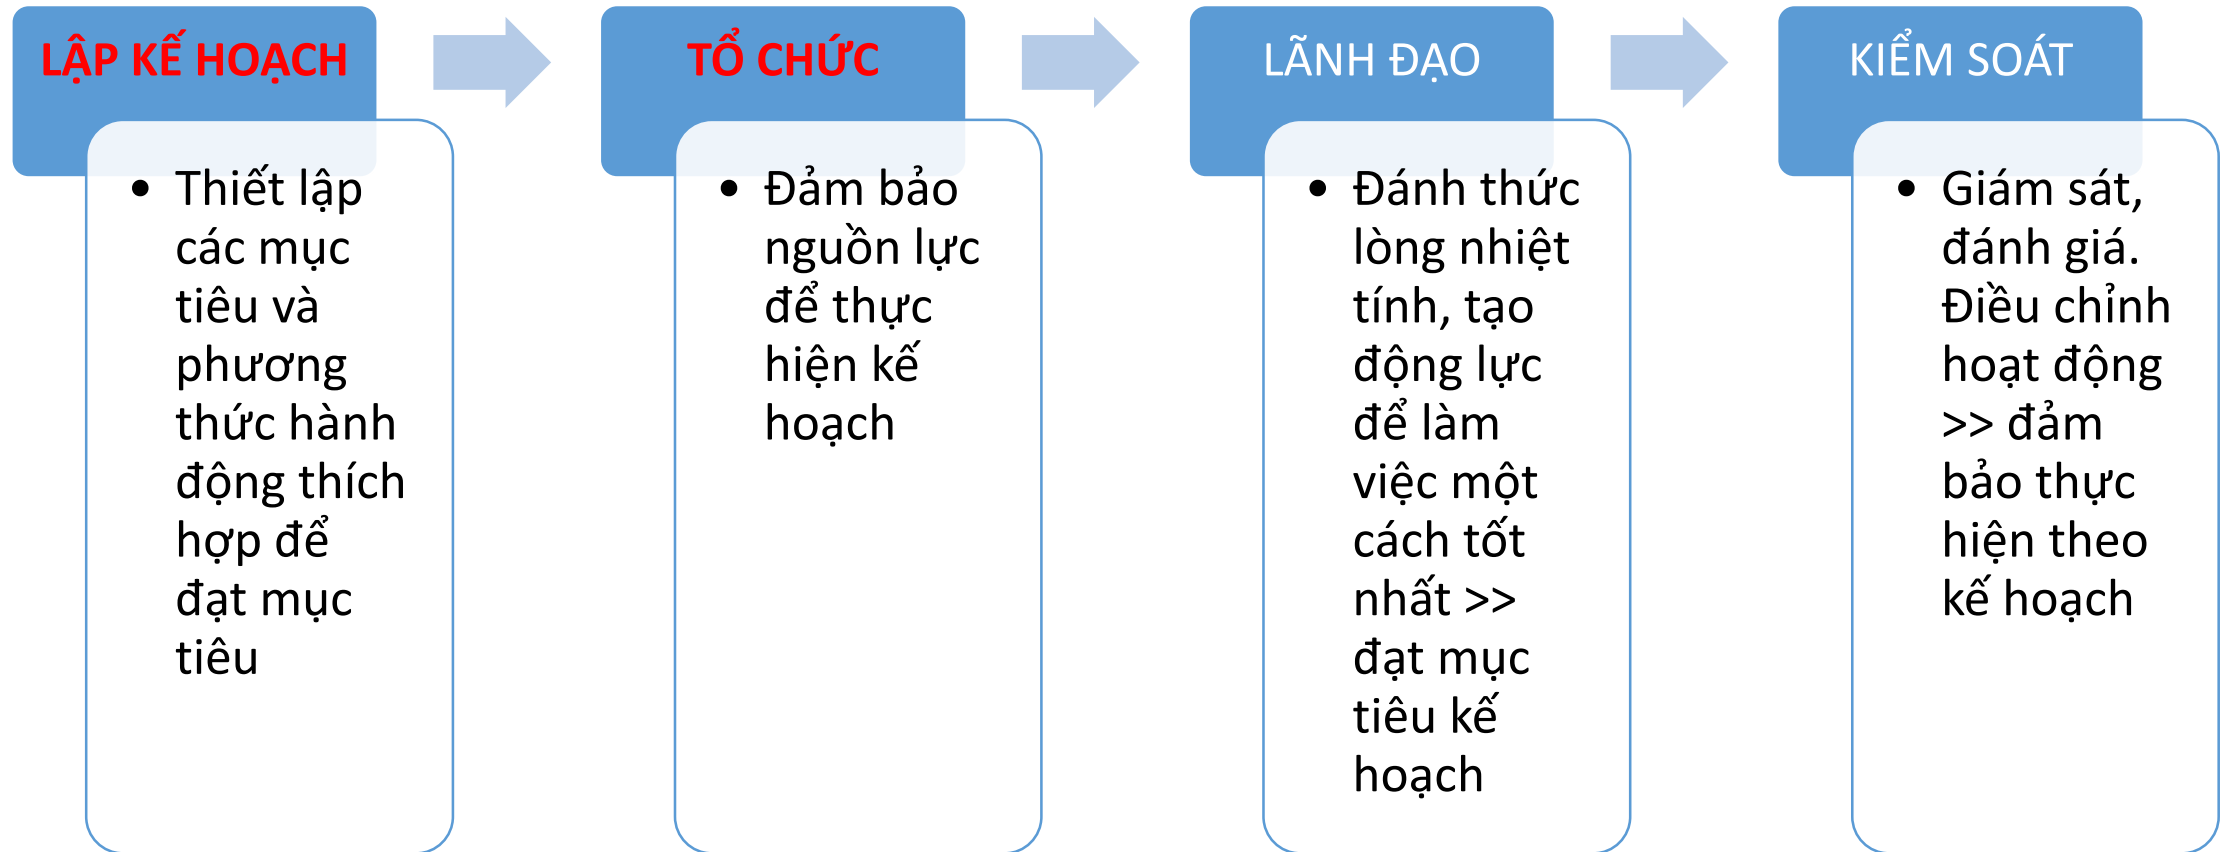 LẬP KẾ HOẠCH
• Thiết lập
các mục
tiêu và
phương
thức hành
động thích
hợp để
đạt mục
tiêu
TỔ CHỨC
• Đảm bảo
nguồn lực
để thực
hiện kế
hoạch
LÃNH ĐẠO
• Đánh thức
lòng nhiệt
tính, tạo
động lực
để làm
việc một
cách tốt
nhất >>
đạt mục
tiêu kế
hoạch
KIỂM SOÁT
• Giám sát,
đánh giá.
Điều chỉnh
hoạt động
>> đảm
bảo thực
hiện theo
kế hoạch